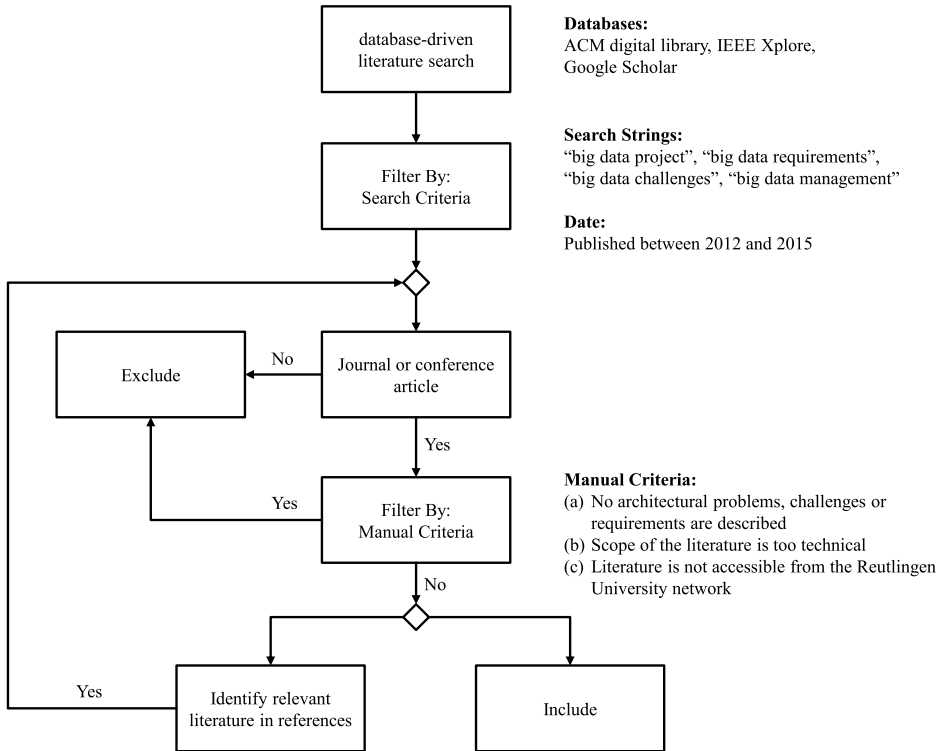 database-driven
literature search
Databases:
ACM digital library, IEEE Xplore,
Google Scholar
Filter By:
Search Criteria
Search Strings:
“big data project”, “big data requirements”,
“big data challenges”, “big data management”
Date:
Published between 2012 and 2015
Exclude
No
Journal or conference
article
Yes
Yes
Filter By:
Manual Criteria
Manual Criteria:
(a) No architectural problems, challenges or
requirements are described
(b) Scope of the literature is too technical
(c) Literature is not accessible from the Reutlingen
University network
No
Yes
Identify relevant
literature in references
Include